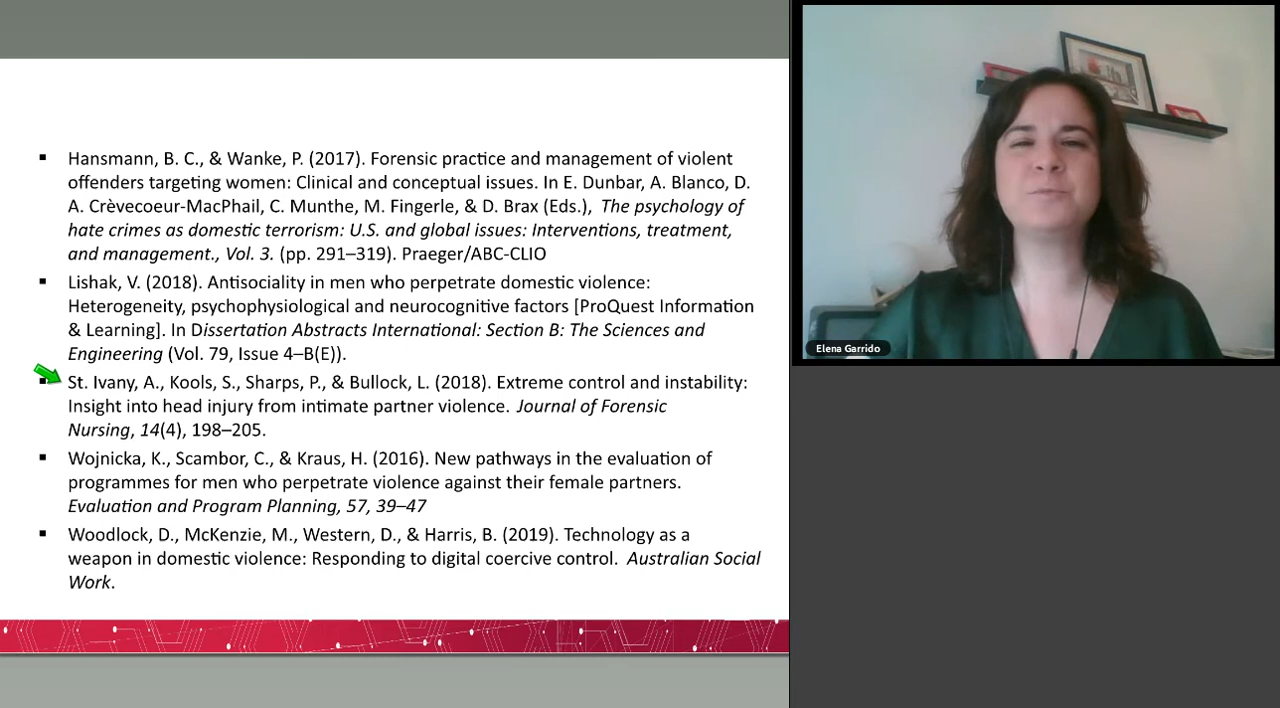 Hansmann, B. C., & Wanke, P. (2017). Forensic practice and management of violent
offenders targeting women: Clinical and conceptual issues. In E. Dunbar, A. Blanco, D.
A. Crèvecoeur-MacPhail, C. Munthe, M. Fingerle, & D. Brax (Eds.), The psychology of
hate crimes as domestic terrorism: U.S. and global issues: Interventions, treatment,
and management., Vol. 3. (pp. 291–319). Praeger/ABC-CLIO
Lishak, V. (2018). Antisociality in men who perpetrate domestic violence:
Heterogeneity, psychophysiological and neurocognitive factors [ProQuest Information
& Learning]. In Dissertation Abstracts International: Section B: The Sciences and
Engineering (Vol. 79, Issue 4–B(E)).
St. Ivany, A., Kools, S., Sharps, P., & Bullock, L. (2018). Extreme control and instability:
Insight into head injury from intimate partner violence. Journal of Forensic
Nursing, 14(4), 198–205.
Wojnicka, K., Scambor, C., & Kraus, H. (2016). New pathways in the evaluation of
programmes for men who perpetrate violence against their female partners.
Evaluation and Program Planning, 57, 39–47
Woodlock, D., McKenzie, M., Western, D., & Harris, B. (2019). Technology as a
weapon in domestic violence: Responding to digital coercive control. Australian Social
Work.
Elena Garrido